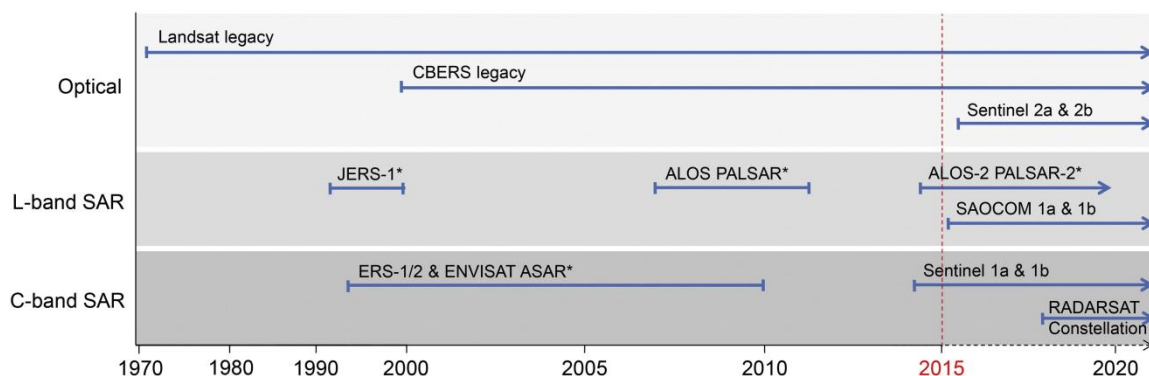 Landsat legacy
CBERS legacy
Optical
Sentinel 2a & 2b
JERS-1*
ALOS PALSAR*
ALOS-2 PALSAR-2*
L-band SAR
SAOCOM 1a & 1b
ERS-1/2 & ENVISAT ASAR*
Sentinel 1a & 1b
C-band SAR
RADARSAT
Constellation
1970 1980 1990 2000 2005 2010 2015 2020